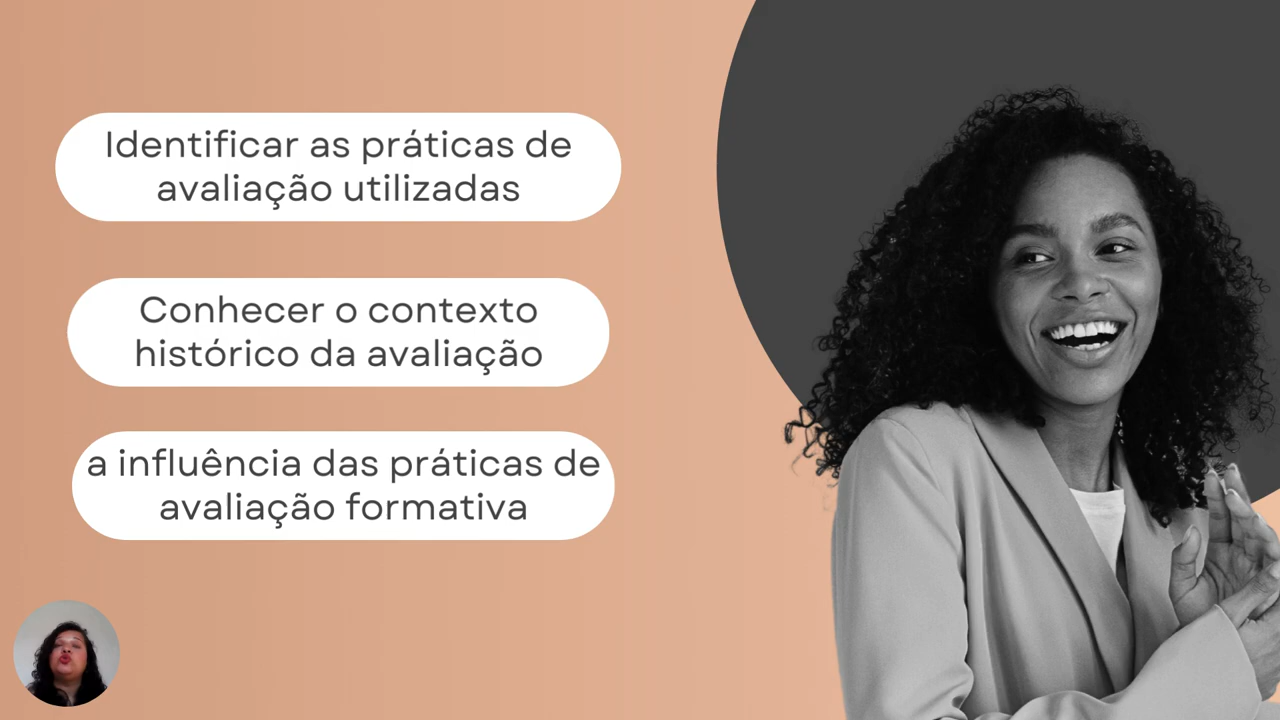 Identificar as práticas de
avaliação utilizadas
Conhecer o contexto
histórico da avaliação
a influência das práticas de
avaliação formativa